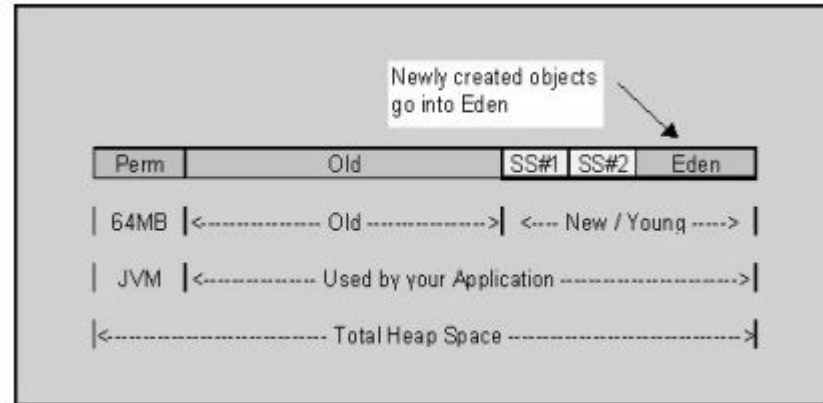 Newly created objects
go into Eden
Perm Old SS#1 SS#2 Eden
64MB <---------------- Old ---------------> <---- New / Young ----->
JVM <--------------- Used by your Application ------------------------->
<----------------------------- Total Heap Space -------------------------------->